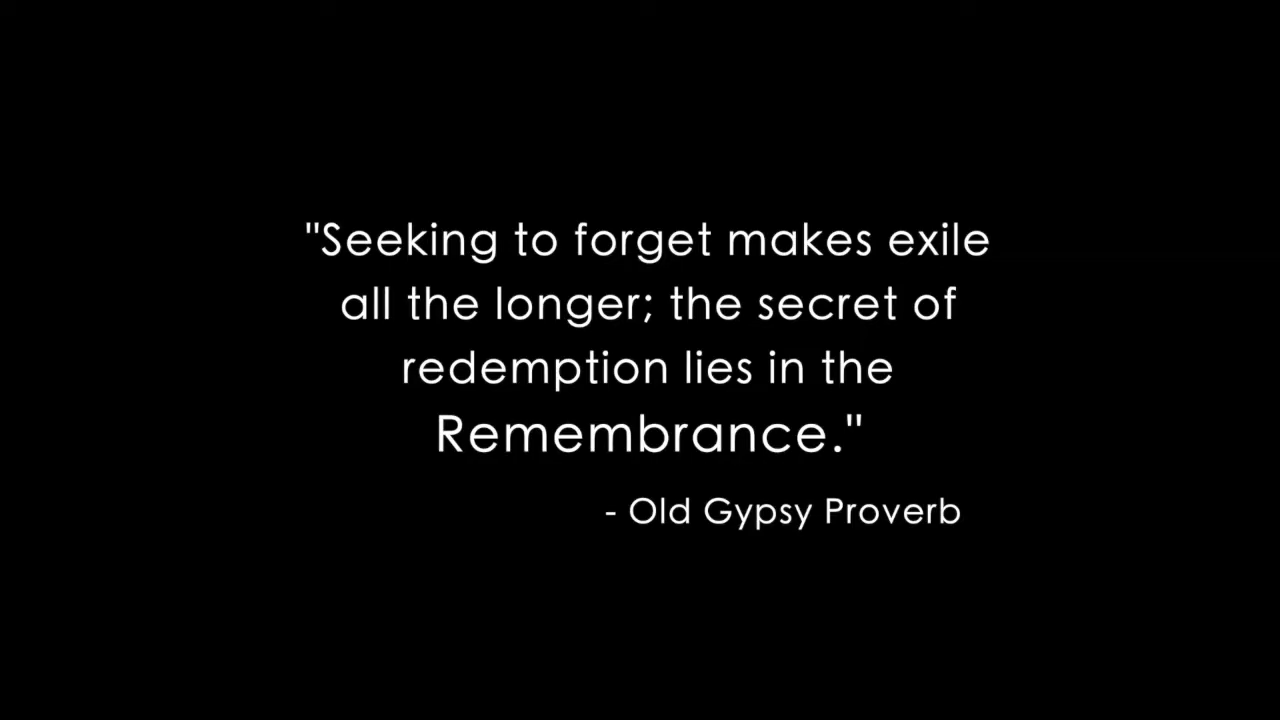 "Seeking to forget makes exile
all the longer; the secret of
redemption lies in the
Remembrance."
- Old Gypsy Proverb